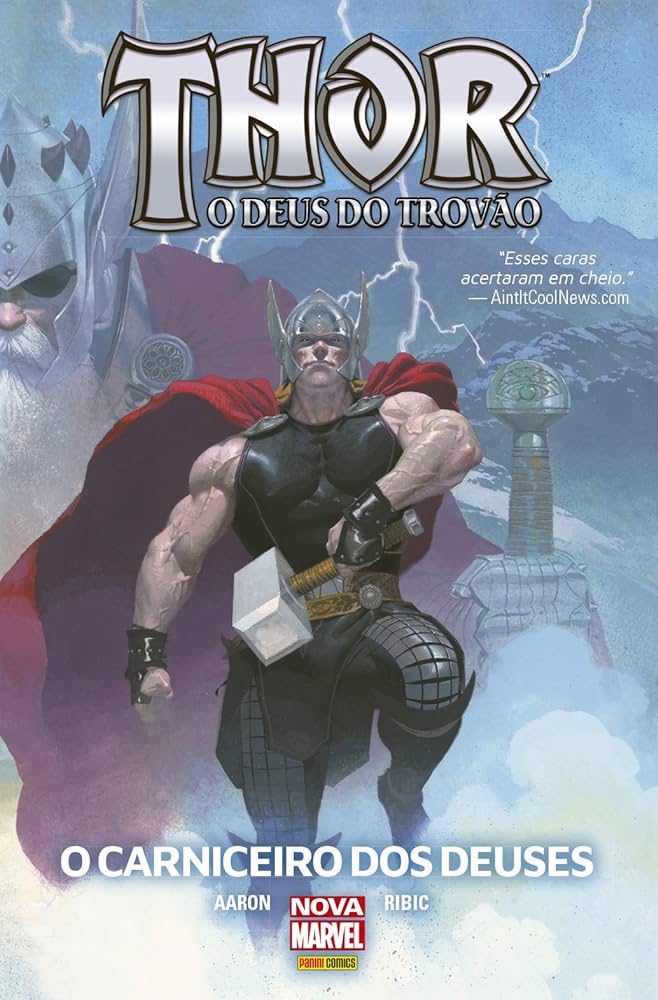 THOR
O DEUS DO TROVÃO
"Esses caras
acertaram em cheio."
— AintItCoolNews.com
O CARNICEIRO DOS DEUSES
AARON
NOVA
MARVEL
RIBIC
PANINI COMICS